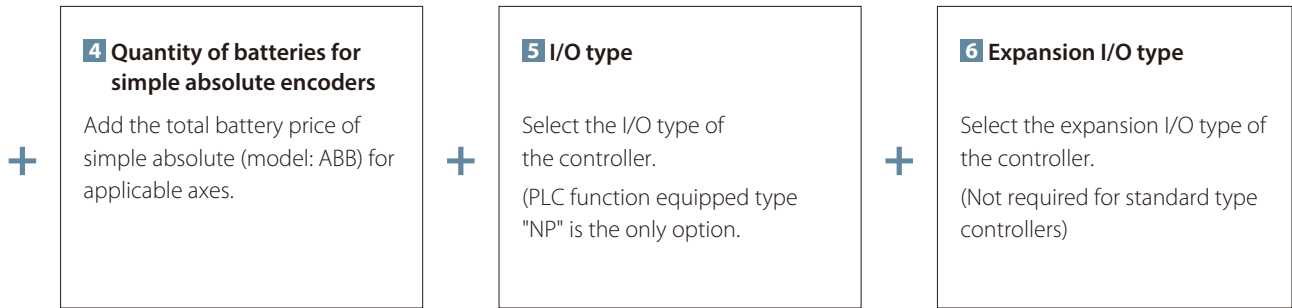 +
4 Quantity of batteries for
simple absolute encoders
Add the total battery price of
simple absolute (model: ABB) for
applicable axes.
+
5 I/O type
Select the I/O type of
the controller.
(PLC function equipped type
"NP" is the only option.
+
6 Expansion I/O type
Select the expansion I/O type of
the controller.
(Not required for standard type
controllers)